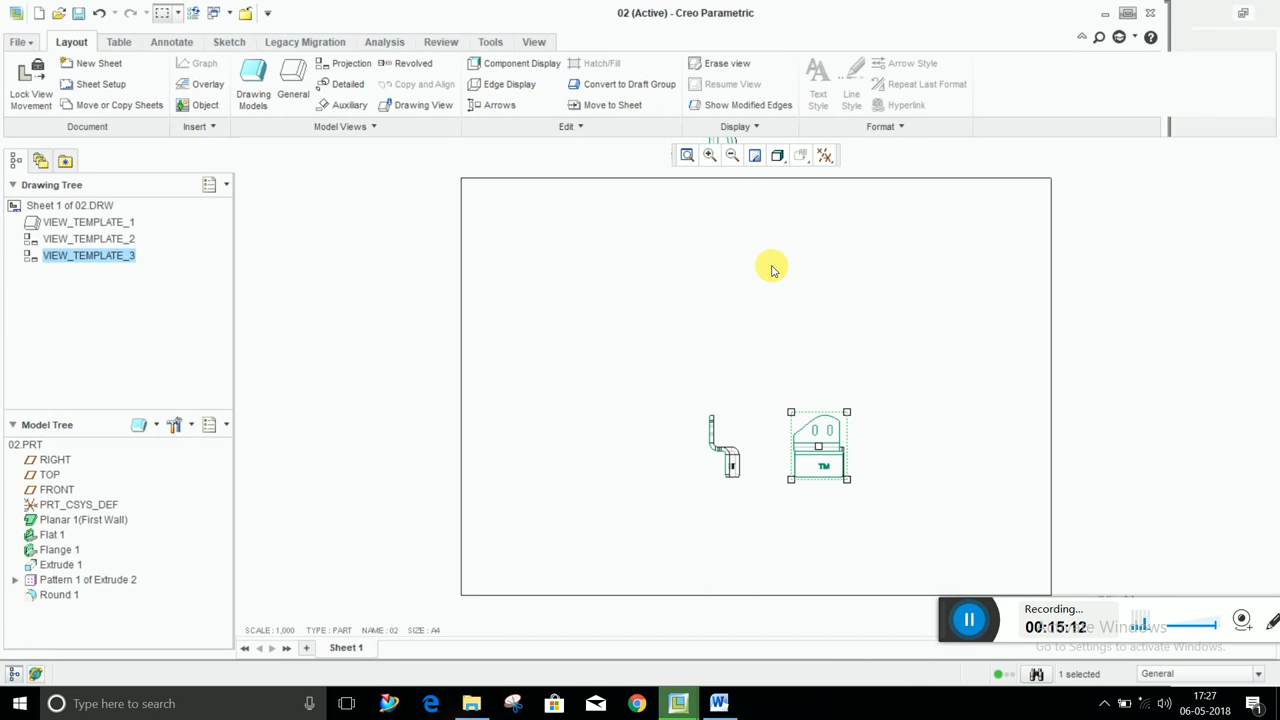 02 (Active) - Creo Parametric
File Layout Table Annotate Sketch Legacy Migration Analysis Review Tools View
Lock View Movement
New Sheet
Sheet Setup
Move or Copy Sheets
Document
Graph
Overlay
Object
Insert
Drawing Models
General
Projection
Detailed
Auxiliary
Revolved
Copy and Align
Drawing View
Model Views
Component Display
Edge Display
Arrows
Hatch/Fill
Convert to Draft Group
Move to Sheet
Edit
Erase view
Resume View
Show Modified Edges
Display
Text Style
Line Style
Arrow Style
Repeat Last Format
Hyperlink
Format
Drawing Tree
Sheet 1 of 02.DRW
VIEW_TEMPLATE_1
VIEW_TEMPLATE_2
VIEW_TEMPLATE_3
TM
Model Tree
02.PRT
RIGHT
TOP
FRONT
PRT_CSYS_DEF
Planar 1(First Wall)
Flat 1
Flange 1
Extrude 1
Pattern 1 of Extrude 2
Round 1
SCALE : 1,000 TYPE : PART NAME : 02 SIZE : A4
Sheet 1
Recording...
00:15:12
Activate Windows
Go to Settings to activate Windows.
1 selected
General
Type here to search
17:27
06-05-2018